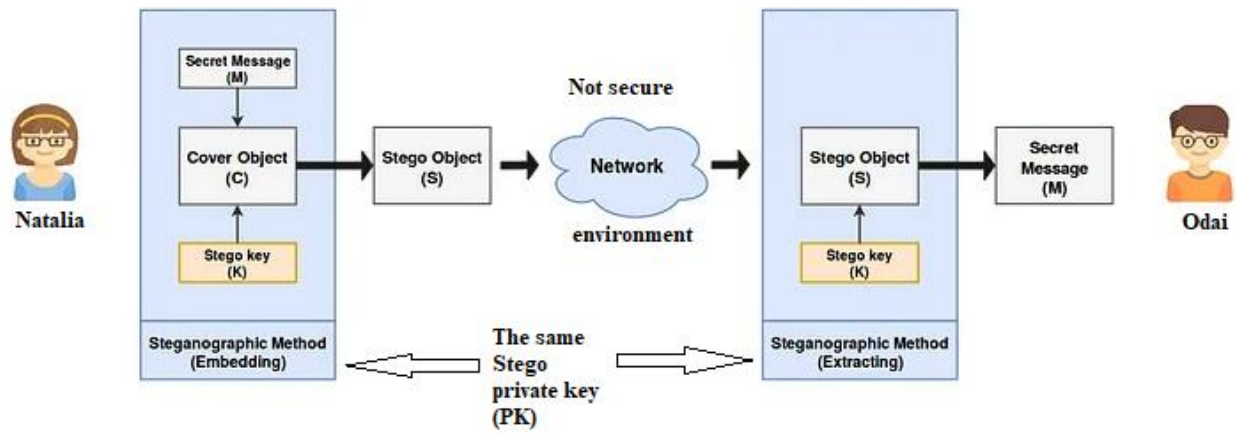 Natalia
Secret Message
(M)
Cover Object
(C)
Stego key
(K)
Steganographic Method
(Embedding)
Stego Object
(S)
Not secure
Network
environment
The same
Stego
private key
(PK)
Stego Object
(S)
Stego key
(K)
Steganographic Method
(Extracting)
Secret
Message
(M)
Odai